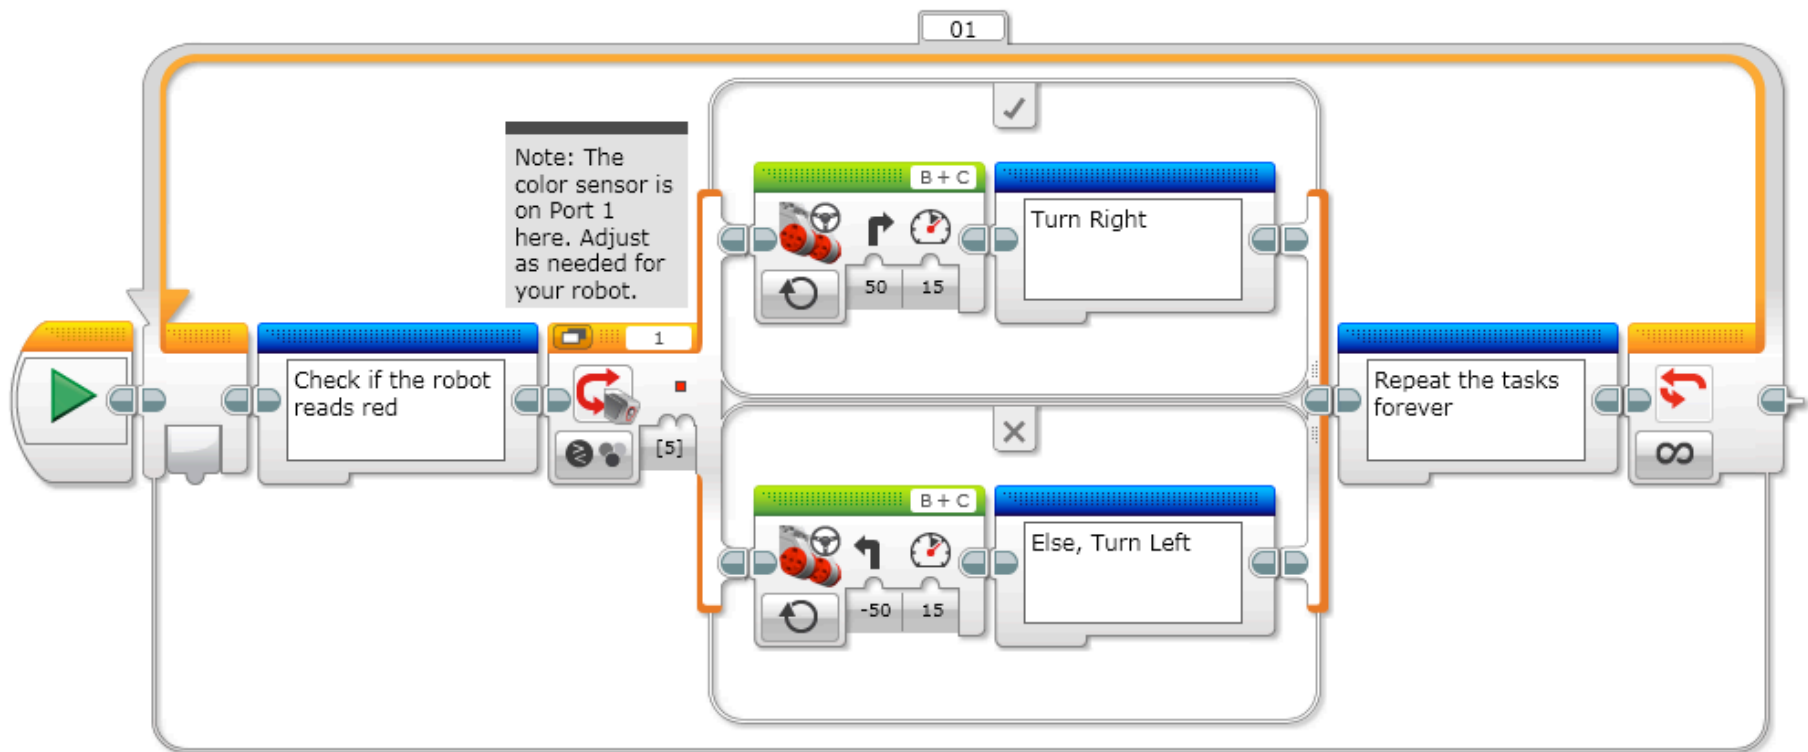 01
Note: The
color sensor is
on Port 1
here. Adjust
as needed for
your robot.
Check if the robot
reads red
1
[5]
B + C
50 15
Turn Right
B + C
-50 15
Else, Turn Left
Repeat the tasks
forever
∞